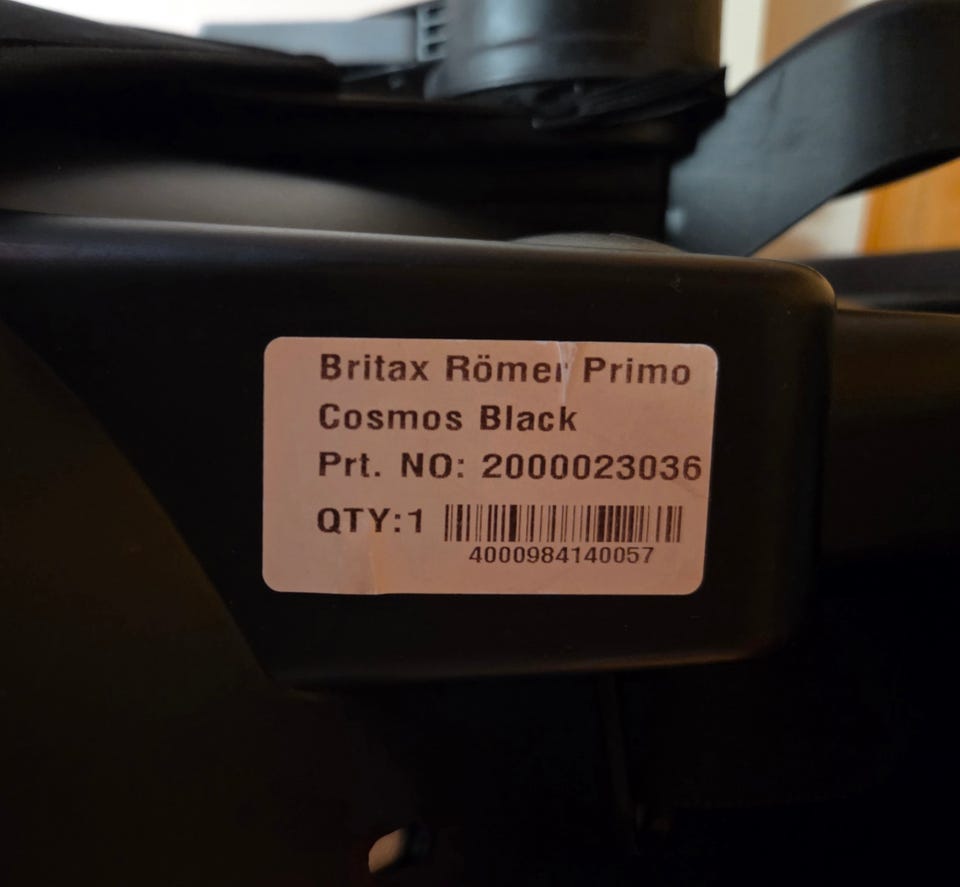 Britax Römer Primo
Cosmos Black
Prt. NO: 2000023036
QTY:1
4000984140057